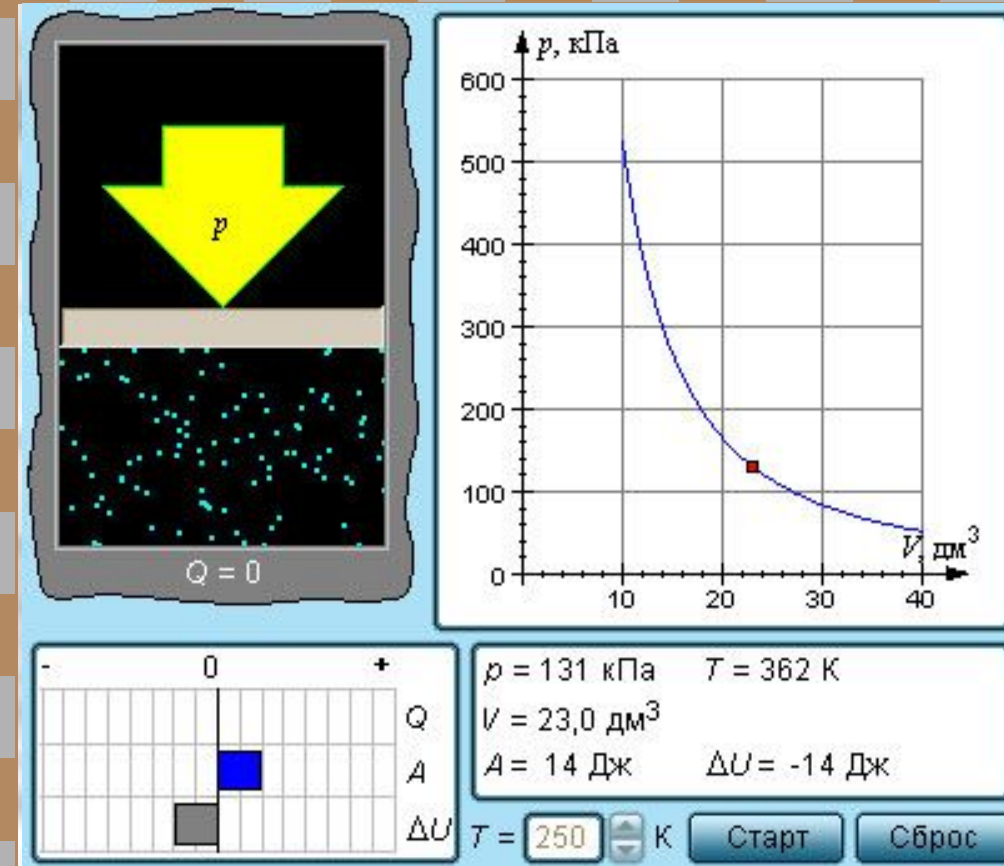 p
Q = 0
p, кПа
600
500
400
300
200
100
0
10 20 30 40
V, дм³
- 0 +
Q
A
ΔU
p = 131 кПа T = 362 К
V = 23,0 дм³
A = 14 Дж ΔU = -14 Дж
T = 250 К Старт Сброс